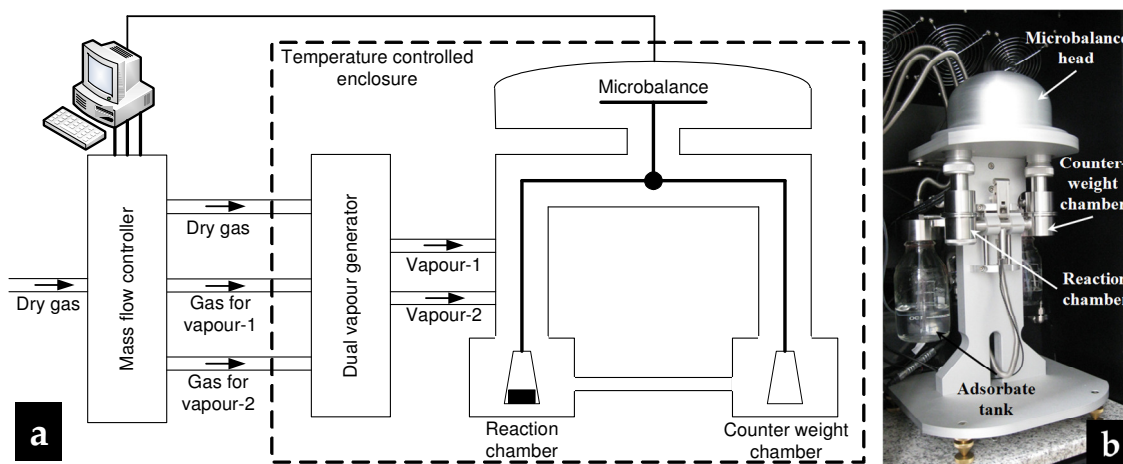 Temperature controlled
enclosure
Microbalance
Mass flow controller
Dual vapour generator
Dry gas
Dry gas
Gas for
vapour-1
Gas for
vapour-2
Vapour-1
Vapour-2
Reaction
chamber
Counter weight
chamber
a
Microbalance
head
Counter-
weight
chamber
Reaction
chamber
Adsorbate
tank
b